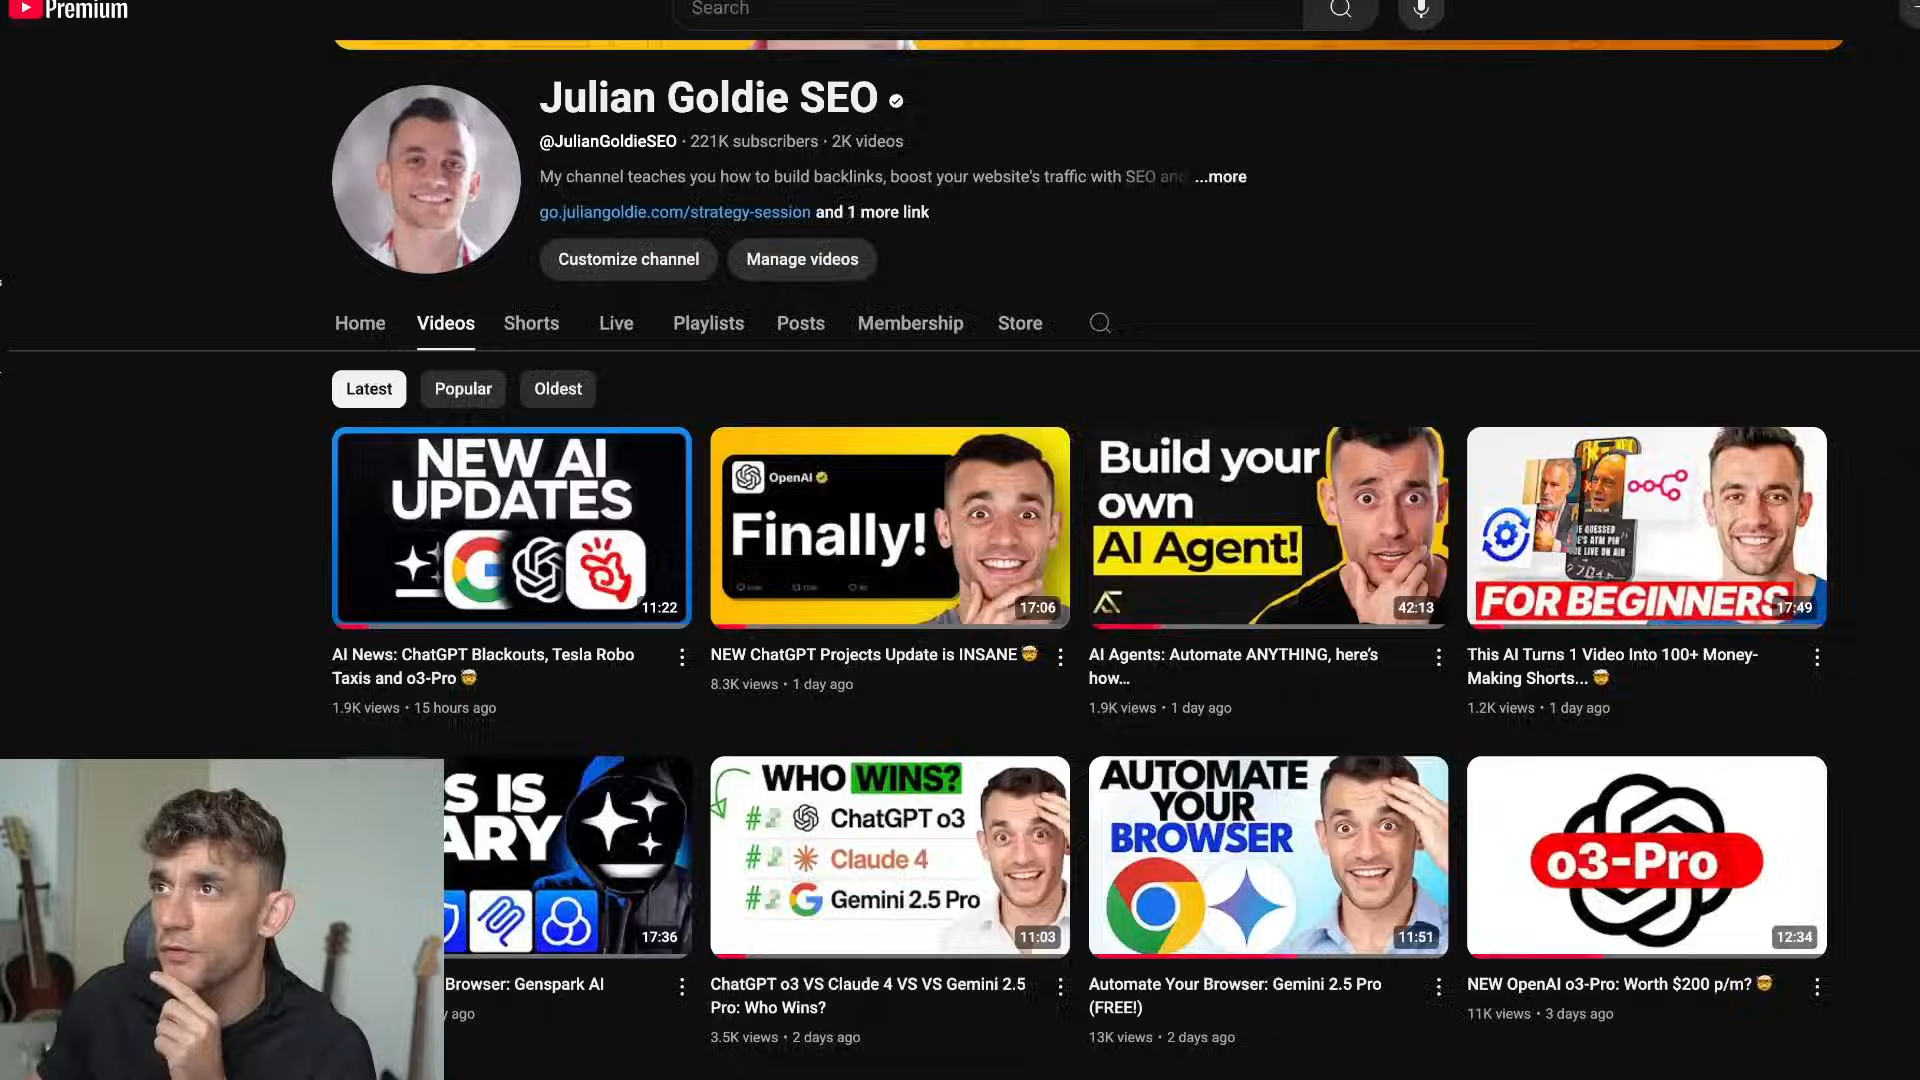 Premium
Search
Julian Goldie SEO
@JulianGoldieSEO · 221K subscribers · 2K videos
My channel teaches you how to build backlinks, boost your website's traffic with SEO and ...more
go.juliangoldie.com/strategy-session and 1 more link
Customize channel
Manage videos
Home
Videos
Shorts
Live
Playlists
Posts
Membership
Store
Latest
Popular
Oldest
NEW AI
UPDATES
11:22
OpenAI
Finally!
17:06
Build your
own
AI Agent!
42:13
FOR BEGINNERS
17:49
AI News: ChatGPT Blackouts, Tesla Robo
Taxis and o3-Pro 🤯
1.9K views • 15 hours ago
NEW ChatGPT Projects Update is INSANE 🤯
8.3K views • 1 day ago
AI Agents: Automate ANYTHING, here's
how...
1.9K views • 1 day ago
This AI Turns 1 Video Into 100+ Money-
Making Shorts... 🤯
1.2K views • 1 day ago
S IS
ARY
17:36
WHO WINS?
ChatGPT o3
Claude 4
Gemini 2.5 Pro
11:03
AUTOMATE
YOUR
BROWSER
11:51
o3-Pro
12:34
Browser: Genspark AI
ago
ChatGPT o3 VS Claude 4 VS VS Gemini 2.5
Pro: Who Wins?
3.5K views • 2 days ago
Automate Your Browser: Gemini 2.5 Pro
(FREE!)
13K views • 2 days ago
NEW OpenAI o3-Pro: Worth $200 p/m? 🤯
11K views • 3 days ago